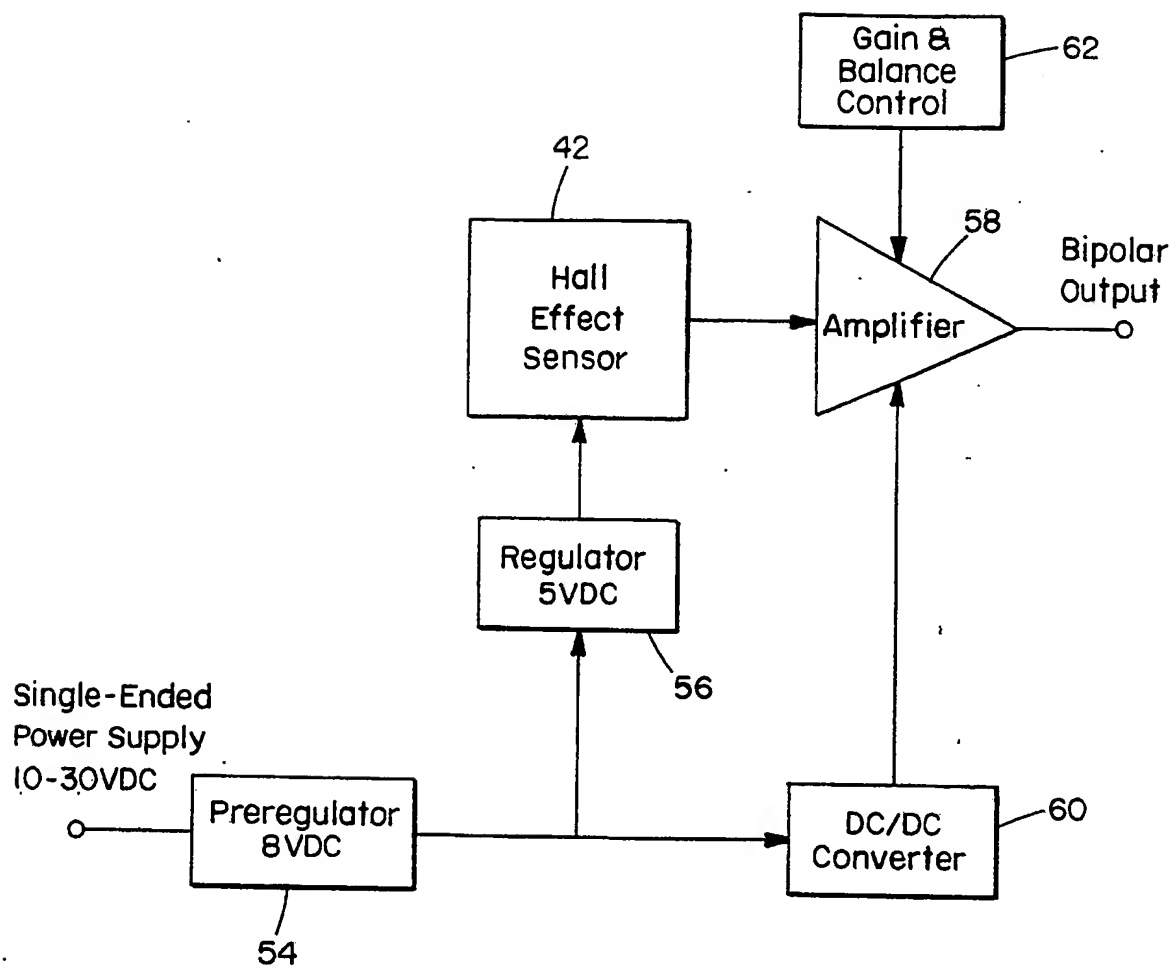 Gain &
Balance
Control
62
42
58
Hall
Effect
Sensor
Amplifier
Bipolar
Output
Regulator
5VDC
56
Single-Ended
Power Supply
10-30VDC
Preregulator
8VDC
54
DC/DC
Converter
60